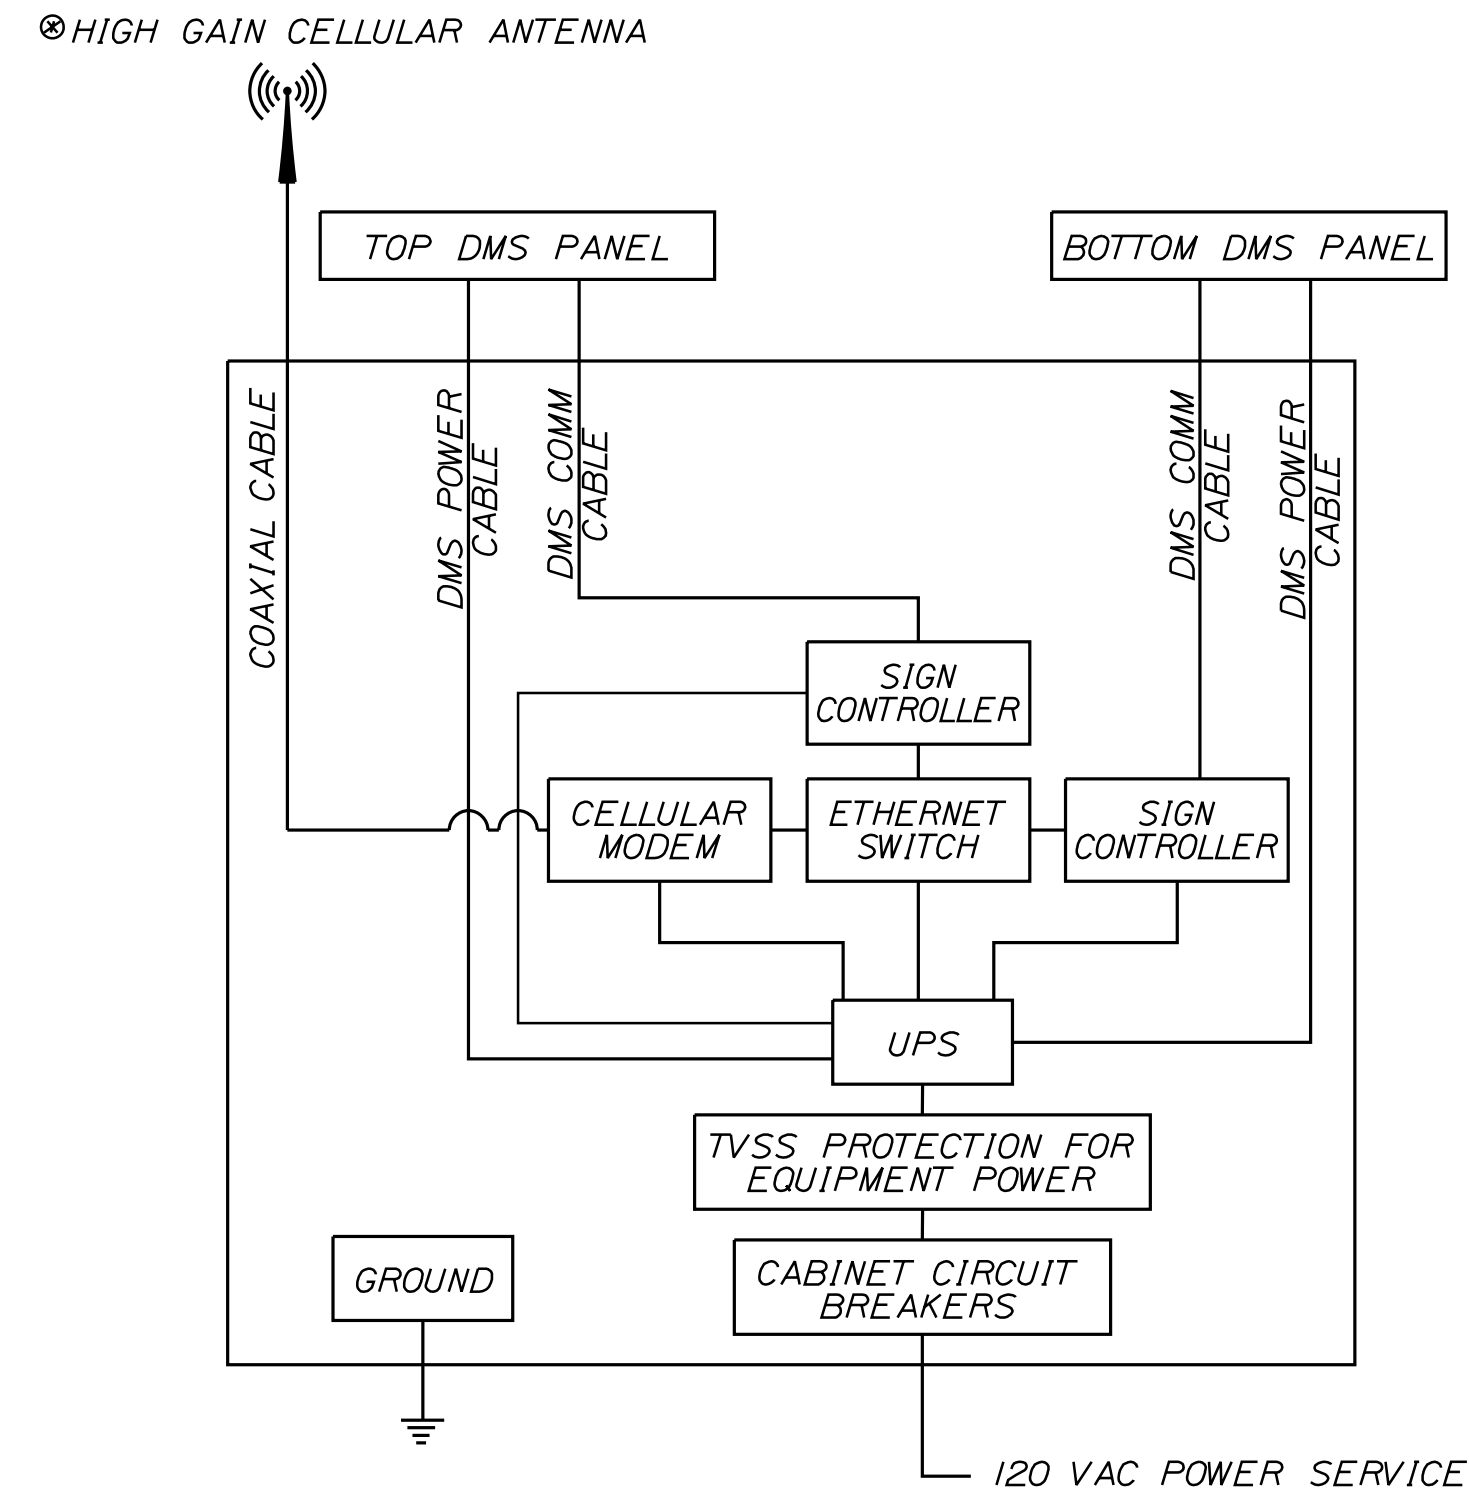 ⊛ HIGH GAIN CELLULAR ANTENNA
TOP DMS PANEL
BOTTOM DMS PANEL
COAXIAL CABLE
DMS POWER
CABLE
DMS COMM
CABLE
DMS COMM
CABLE
DMS POWER
CABLE
SIGN
CONTROLLER
CELLULAR
MODEM
ETHERNET
SWITCH
SIGN
CONTROLLER
UPS
TVSS PROTECTION FOR
EQUIPMENT POWER
GROUND
CABINET CIRCUIT
BREAKERS
120 VAC POWER SERVICE